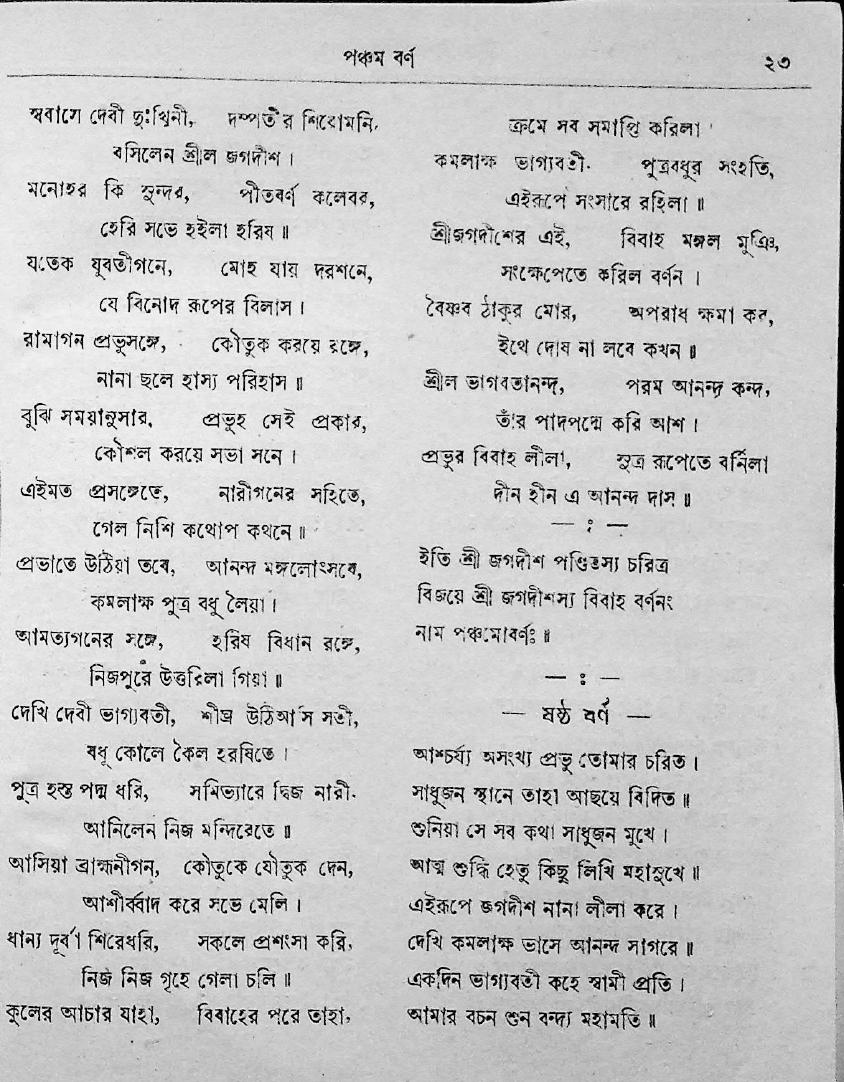 পঞ্চম বর্ণ ২৩
স্ববাসে দেবী দুঃখিনী, দম্পতীর শিরোমনি,
বসিলেন শ্রীল জগদীশ।
মনোহর কি সুন্দর, পীতবর্ণ কলেবর,
হেরি সভে হইলা হরিষ॥
যতেক যুবতীগনে, মোহ যায় দরশনে,
যে বিনোদ রূপের বিলাস।
রামাগন প্রভুসঙ্গে, কৌতুক করয়ে রঙ্গে,
নানা ছলে হাস্য পরিহাস॥
বুঝি সময়ানুসার, প্রভুহ সেই প্রকার,
কৌশল করয়ে সভা সনে।
এইমত প্রসঙ্গেতে, নারীগনের সহিতে,
গেল নিশি কথোপ কথনে॥
প্রভাতে উঠিয়া তবে, আনন্দ মঙ্গলোৎসবে,
কমলাক্ষ পুত্র বধু লৈয়া।
আমত্যগনের সঙ্গে, হরিষ বিধান রঙ্গে,
নিজপুরে উত্তরিলা গিয়া॥
দেখি দেবী ভাগ্যবতী, শীঘ্র উঠিআসি সতী,
বধূ কোলে কৈল হরষিতে।
পুত্র হস্ত পদ্ম ধরি, সমিভ্যারে দ্বিজ নারী.
আনিলেন নিজ মন্দিরেতে॥
আসিয়া ব্রাহ্মনীগন, কৌতুকে যৌতুক দেন,
আশীর্ব্বাদ করে সভে মেলি।
ধান্য দূর্ব্বা শিরেধরি, সকলে প্রশংসা করি,
নিজ নিজ গৃহে গেলা চলি॥
কুলের আচার যাহা, বিবাহের পরে তাহা,
ক্রমে সব সমাপ্তি করিলা
কমলাক্ষ ভাগ্যবতী. পুত্রবধুর সংহতি,
এইরূপে সংসারে রহিলা॥
শ্রীজগদীশের এই, বিবাহ মঙ্গল মুঞি,
সংক্ষেপেতে করিল বর্ণন।
বৈষ্ণব ঠাকুর মোর, অপরাধ ক্ষমা কর,
ইথে দোষ না লবে কখন॥
শ্রীল ভাগবতানন্দ, পরম আনন্দ কন্দ,
তাঁর পাদপদ্মে করি আশ।
প্রভুর বিবাহ লীলা, সুত্র রূপেতে বর্নিলা
দীন হীন এ আনন্দ দাস॥
— : —
ইতি শ্রী জগদীশ পণ্ডিতস্য চরিত্র
বিজয়ে শ্রী জগদীশস্য বিবাহ বর্ণনং
নাম পঞ্চমোবর্ণঃ॥
— : —
— ষষ্ঠ বর্ণ —
আশ্চর্য্য অসংখ্য প্রভু তোমার চরিত।
সাধুজন স্থানে তাহা আছয়ে বিদিত॥
শুনিয়া সে সব কথা সাধুজন মুখে।
আত্ম শুদ্ধি হেতু কিছু লিখি মহাসুখে॥
এইরূপে জগদীশ নানা লীলা করে।
দেখি কমলাক্ষ ভাসে আনন্দ সাগরে॥
একদিন ভাগ্যবতী কহে স্বামী প্রতি।
আমার বচন শুন বন্দ্য মহামতি॥